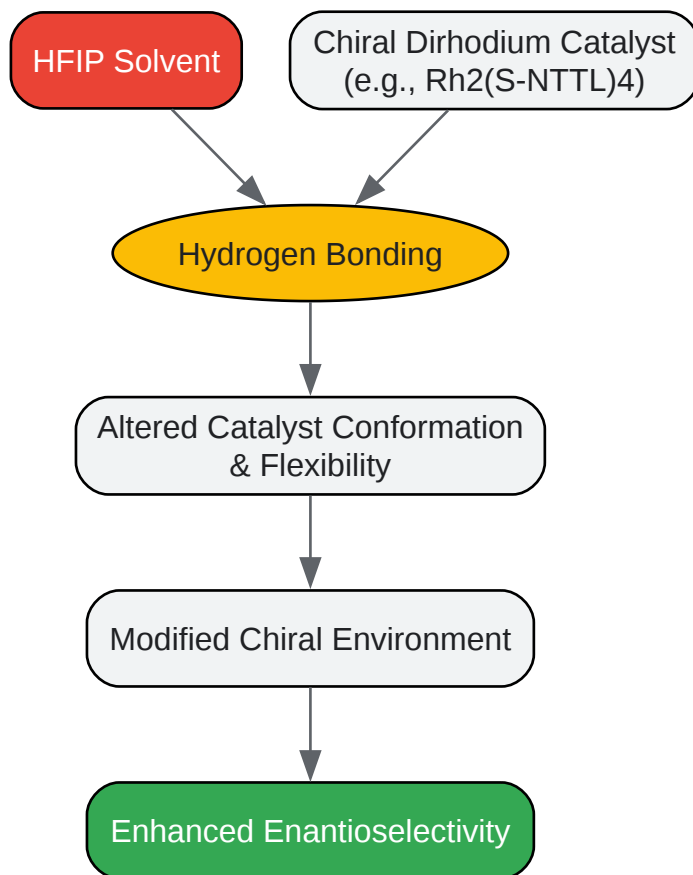 HFIP Solvent
Chiral Dirhodium Catalyst
(e.g., Rh2(S-NTTL)4)
Hydrogen Bonding
Altered Catalyst Conformation
& Flexibility
Modified Chiral Environment
Enhanced Enantioselectivity